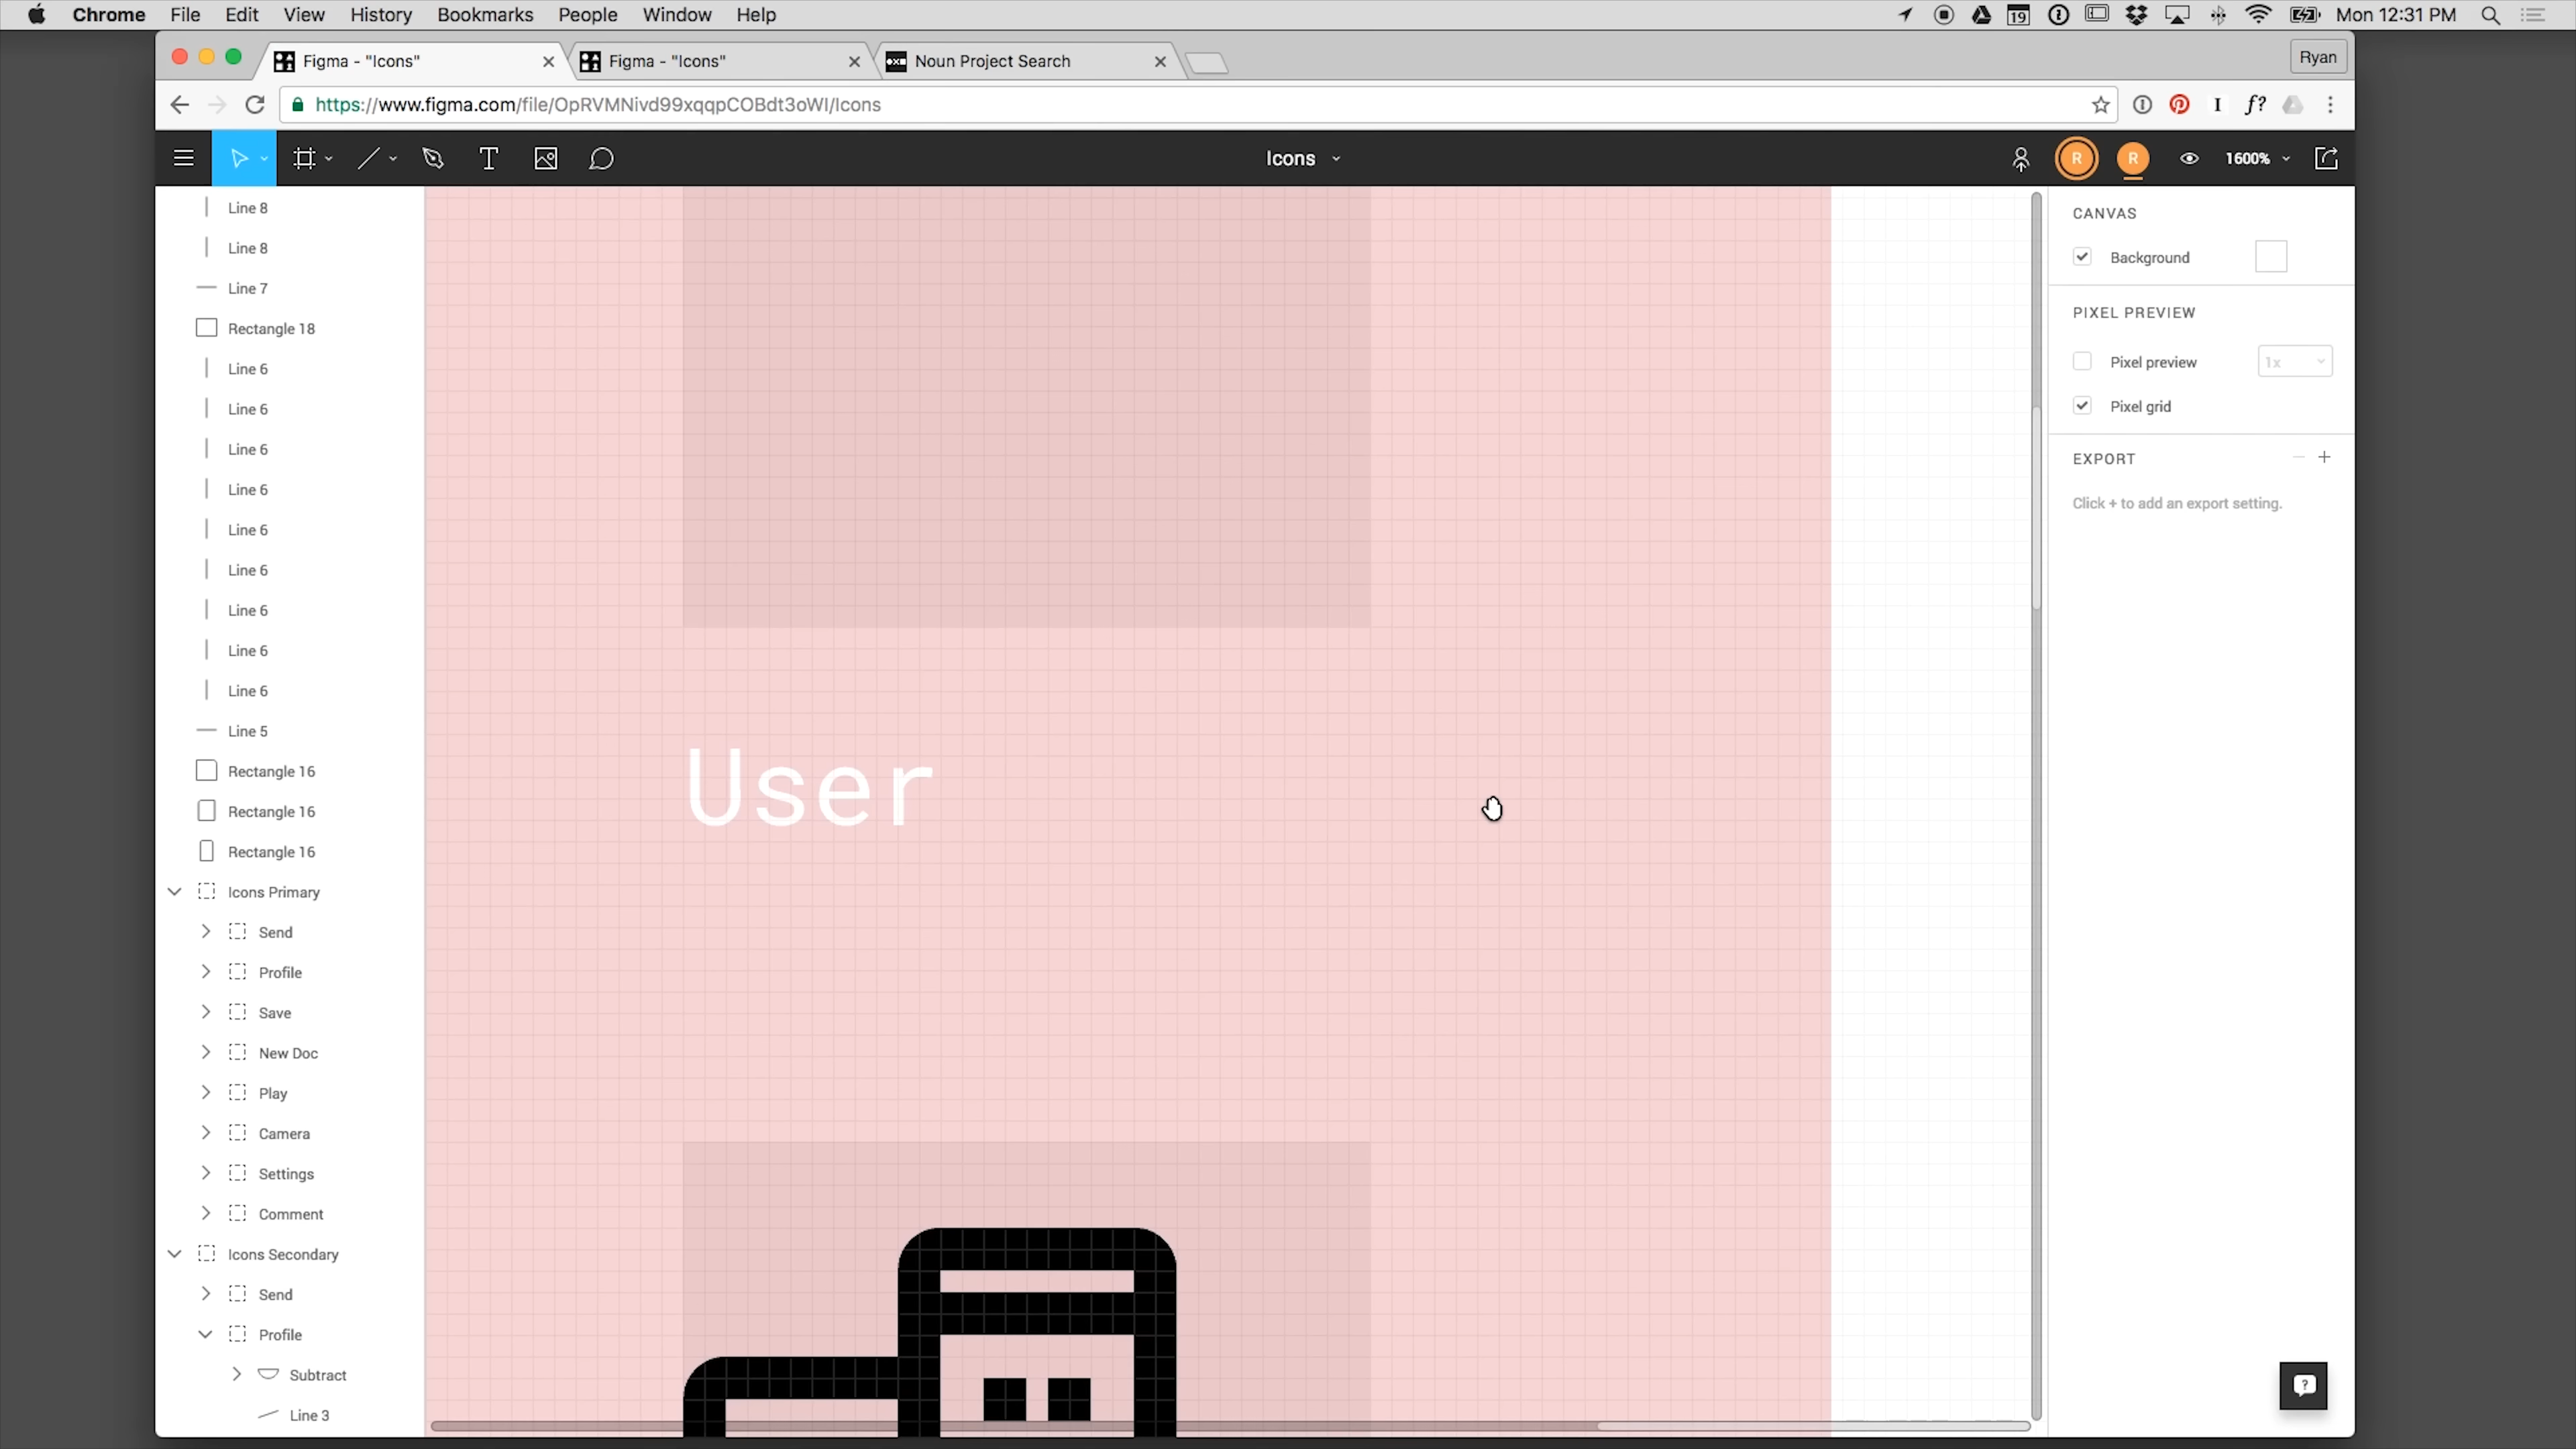 Chrome File Edit View History Bookmarks People Window Help 19 Mon 12:31 PM
Figma - "Icons" Figma - "Icons" Noun Project Search Ryan
https://www.figma.com/file/OpRVMNivd99xqqpCOBdt3oWI/Icons
Icons R R 1600%
Line 8
Line 8
Line 7
Rectangle 18
Line 6
Line 6
Line 6
Line 6
Line 6
Line 6
Line 6
Line 6
Line 6
Line 5
Rectangle 16
Rectangle 16
Rectangle 16
Icons Primary
Send
Profile
Save
New Doc
Play
Camera
Settings
Comment
Icons Secondary
Send
Profile
Subtract
Line 3
User
CANVAS
Background
PIXEL PREVIEW
Pixel preview 1x
Pixel grid
EXPORT
Click + to add an export setting.